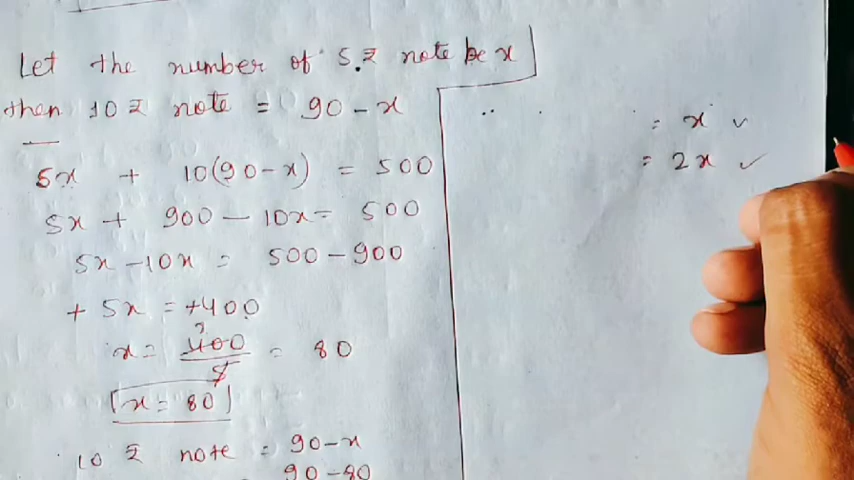 Let the number of 5 ₹ note be x
then 10 ₹ note = 90 - x
5x + 10(90-x) = 500
5x + 900 - 10x = 500
5x - 10x = 500 - 900
+ 5x = +400
x = 400/5 = 80
x = 80
10 ₹ note = 90-x
90-80
= x ✓
= 2x ✓